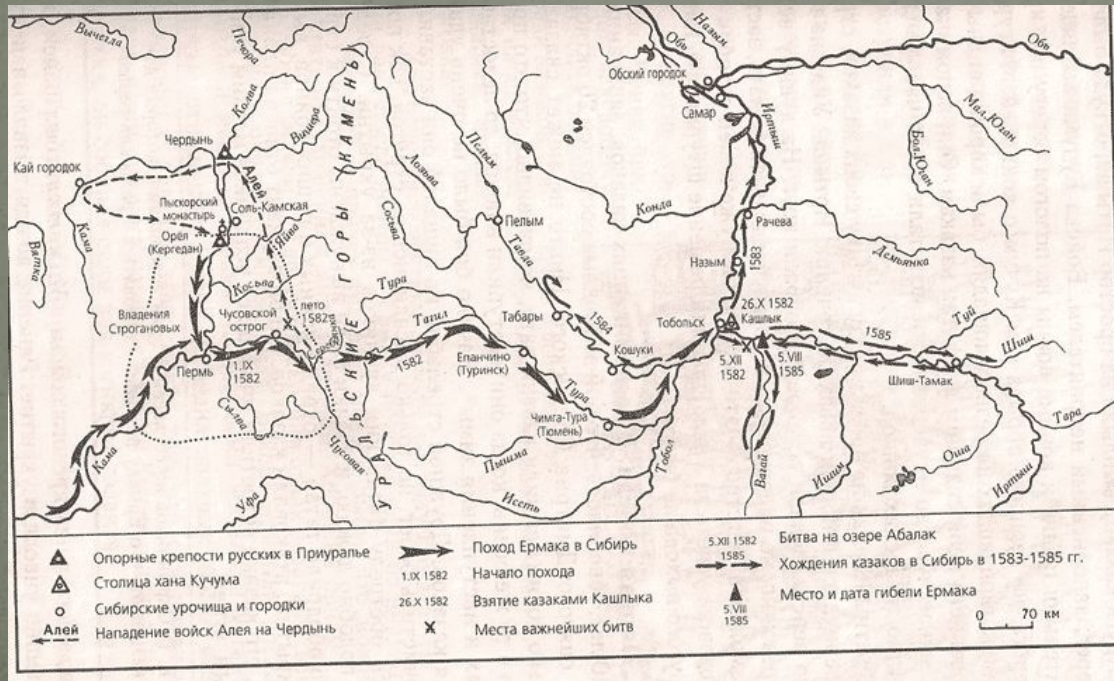 Вычегда
Печора
Колва
Вишера
Чердынь
Кай городок
Алей
Пыскорский
монастырь
Соль-Камская
Орёл
(Кергедан)
Яйва
Кама
Вятка
Косьва
Владения
Строгановых
Чусовской
острог
лето
1582
Пермь
1.IX
1582
Сылва
Чусовая
Кама
Уфа
УРАЛЬСКИЕ ГОРЫ (КАМЕНЬ)
Лозьва
Сосьва
Пелым
Пелым
Тавда
Тура
Тагил
1582
Епанчино
(Туринск)
Тура
Табары
1584
Кошуки
Чимга-Тура
(Тюмень)
Пышма
Исеть
Тобол
Назым
Обь
Обь
Обский городок
Самар
Иртыш
Мал.Юган
Бол.Юган
Конда
Рачева
Демьянка
Назым
1583
26.X 1582
Кашлык
Тобольск
5.XII
1582
5.VIII
1585
1585
Туй
Шиш
Шиш-Тамак
Тара
Вагай
Ишим
Оша
Иртыш
Опорные крепости русских в Приуралье
Столица хана Кучума
Сибирские урочища и городки
Алей Нападение войск Алея на Чердынь
Поход Ермака в Сибирь
1.IX 1582 Начало похода
26.X 1582 Взятие казаками Кашлыка
Места важнейших битв
5.XII 1582 Битва на озере Абалак
1585 Хождения казаков в Сибирь в 1583-1585 гг.
Место и дата гибели Ермака
5.VIII
1585
0 70 км